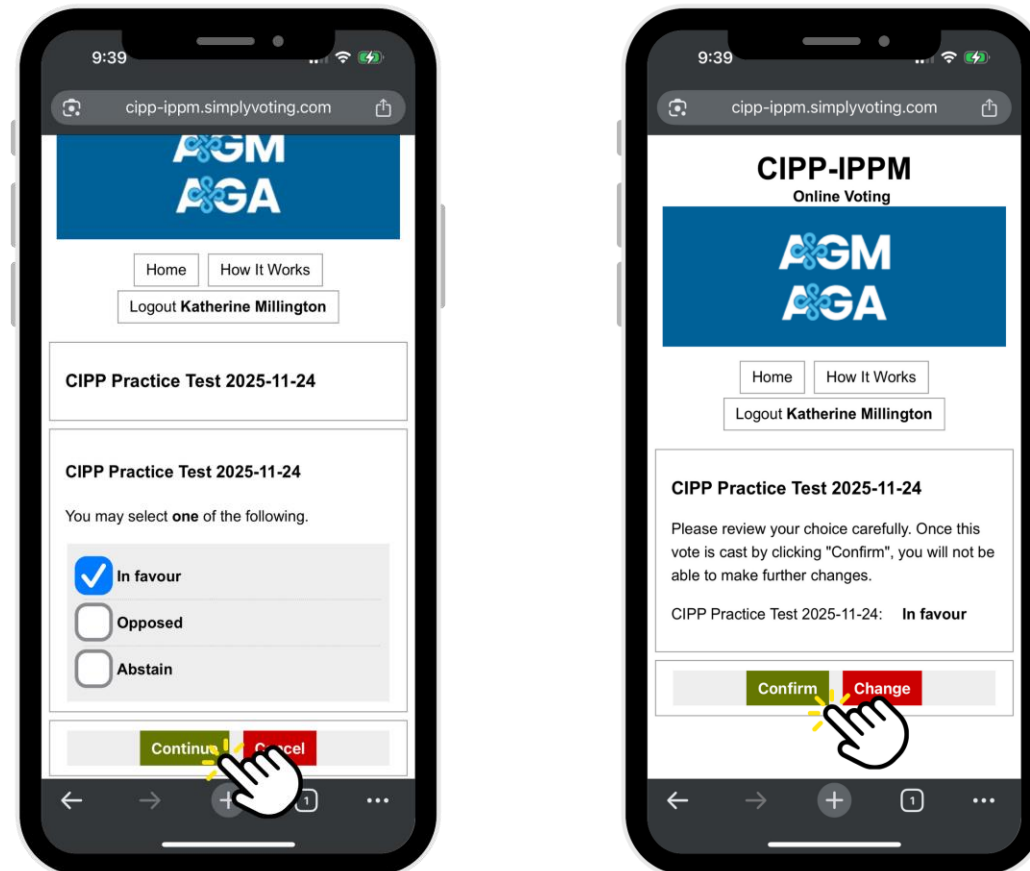 9:39
cipp-ippm.simplyvoting.com
AGM
AGA
Home
How It Works
Logout Katherine Millington
CIPP Practice Test 2025-11-24
CIPP Practice Test 2025-11-24
You may select one of the following.
In favour
Opposed
Abstain
Continue
Cancel
1
9:39
cipp-ippm.simplyvoting.com
CIPP-IPPM
Online Voting
AGM
AGA
Home
How It Works
Logout Katherine Millington
CIPP Practice Test 2025-11-24
Please review your choice carefully. Once this
vote is cast by clicking "Confirm", you will not be
able to make further changes.
CIPP Practice Test 2025-11-24: In favour
Confirm
Change
1